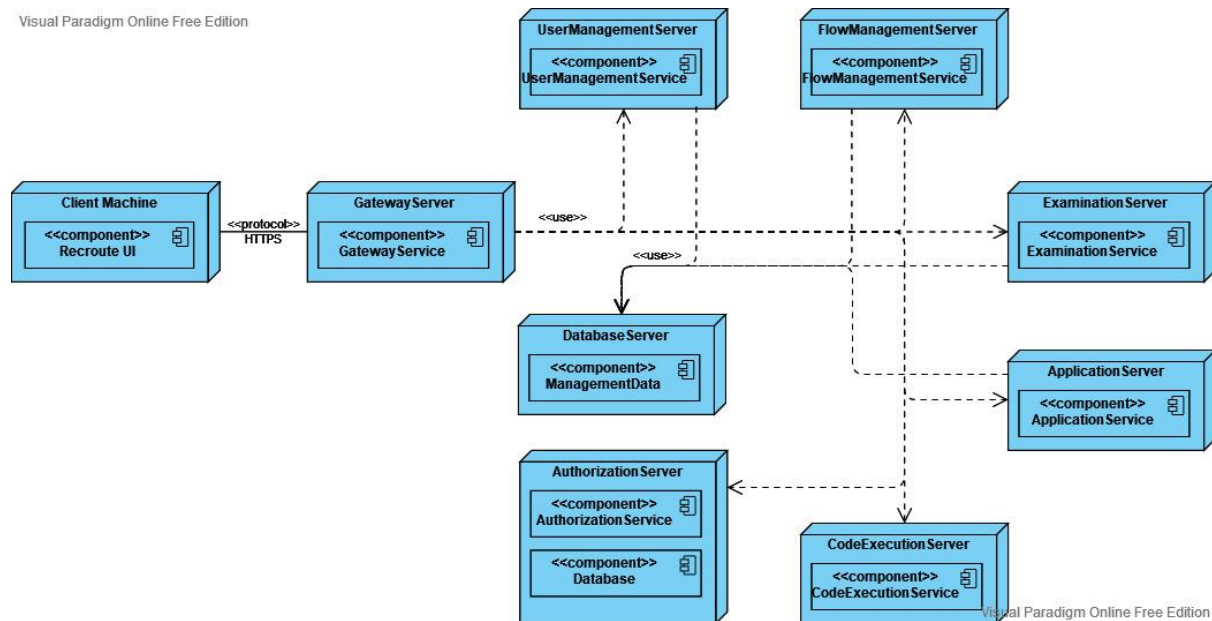 Visual Paradigm Online Free Edition
UserManagementServer
<<component>>
UserManagementService
FlowManagementServer
<<component>>
FlowManagementService
Client Machine
<<component>>
Recroute UI
<<protocol>>
HTTPS
GatewayServer
<<component>>
GatewayService
<<use>>
Examination Server
<<component>>
ExaminationService
<<use>>
DatabaseServer
<<component>>
ManagementData
ApplicationServer
<<component>>
ApplicationService
AuthorizationServer
<<component>>
AuthorizationService
<<component>>
Database
CodeExecutionServer
<<component>>
CodeExecutionService
Visual Paradigm Online Free Edition